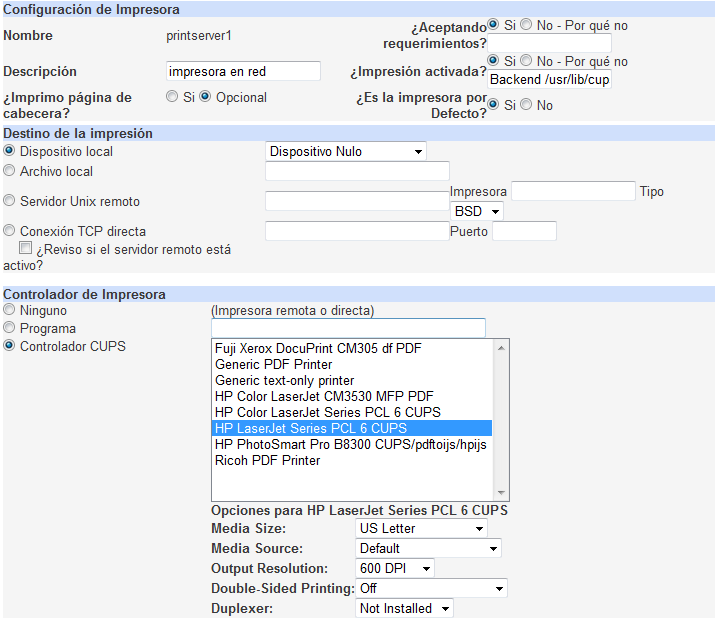 Configuración de Impresora
Nombre printserver1 ¿Aceptando requerimientos? Si No - Por qué no
Descripción impresora en red ¿Impresión activada? Si No - Por qué no
Backend /usr/lib/cup
¿Imprimo página de cabecera? Si Opcional ¿Es la impresora por Defecto? Si No
Destino de la impresión
Dispositivo local Dispositivo Nulo
Archivo local
Servidor Unix remoto Impresora Tipo
BSD
Conexión TCP directa Puerto
¿Reviso si el servidor remoto está
activo?
Controlador de Impresora
Ninguno (Impresora remota o directa)
Programa
Controlador CUPS
Fuji Xerox DocuPrint CM305 df PDF
Generic PDF Printer
Generic text-only printer
HP Color LaserJet CM3530 MFP PDF
HP Color LaserJet Series PCL 6 CUPS
HP LaserJet Series PCL 6 CUPS
HP PhotoSmart Pro B8300 CUPS/pdftoijs/hpijs
Ricoh PDF Printer
Opciones para HP LaserJet Series PCL 6 CUPS
Media Size: US Letter
Media Source: Default
Output Resolution: 600 DPI
Double-Sided Printing: Off
Duplexer: Not Installed